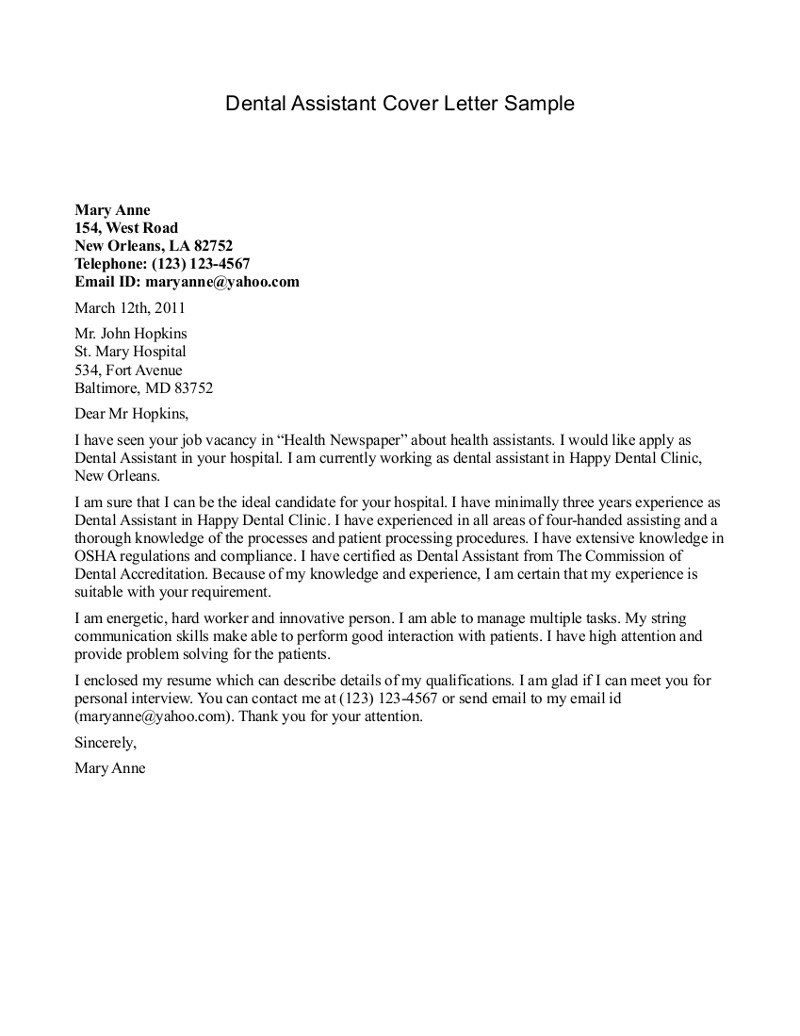 Dental Assistant Cover Letter Sample
Mary Anne
154, West Road
New Orleans, LA 82752
Telephone: (123) 123-4567
Email ID: maryanne@yahoo.com
March 12th, 2011
Mr. John Hopkins
St. Mary Hospital
534, Fort Avenue
Baltimore, MD 83752
Dear Mr Hopkins,
I have seen your job vacancy in “Health Newspaper” about health assistants. I would like apply as
Dental Assistant in your hospital. I am currently working as dental assistant in Happy Dental Clinic,
New Orleans.
I am sure that I can be the ideal candidate for your hospital. I have minimally three years experience as
Dental Assistant in Happy Dental Clinic. I have experienced in all areas of four-handed assisting and a
thorough knowledge of the processes and patient processing procedures. I have extensive knowledge in
OSHA regulations and compliance. I have certified as Dental Assistant from The Commission of
Dental Accreditation. Because of my knowledge and experience, I am certain that my experience is
suitable with your requirement.
I am energetic, hard worker and innovative person. I am able to manage multiple tasks. My string
communication skills make able to perform good interaction with patients. I have high attention and
provide problem solving for the patients.
I enclosed my resume which can describe details of my qualifications. I am glad if I can meet you for
personal interview. You can contact me at (123) 123-4567 or send email to my email id
(maryanne@yahoo.com). Thank you for your attention.
Sincerely,
Mary Anne